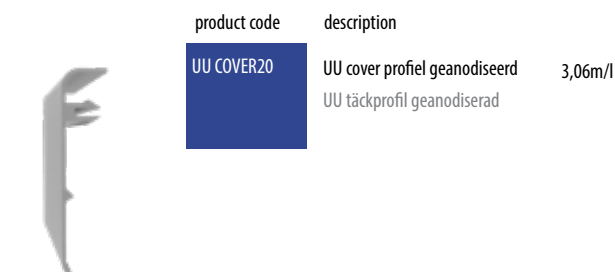 product code description
UU COVER20 UU cover profiel geanodiseerd 3,06m/l
UU täckprofil geanodiserad